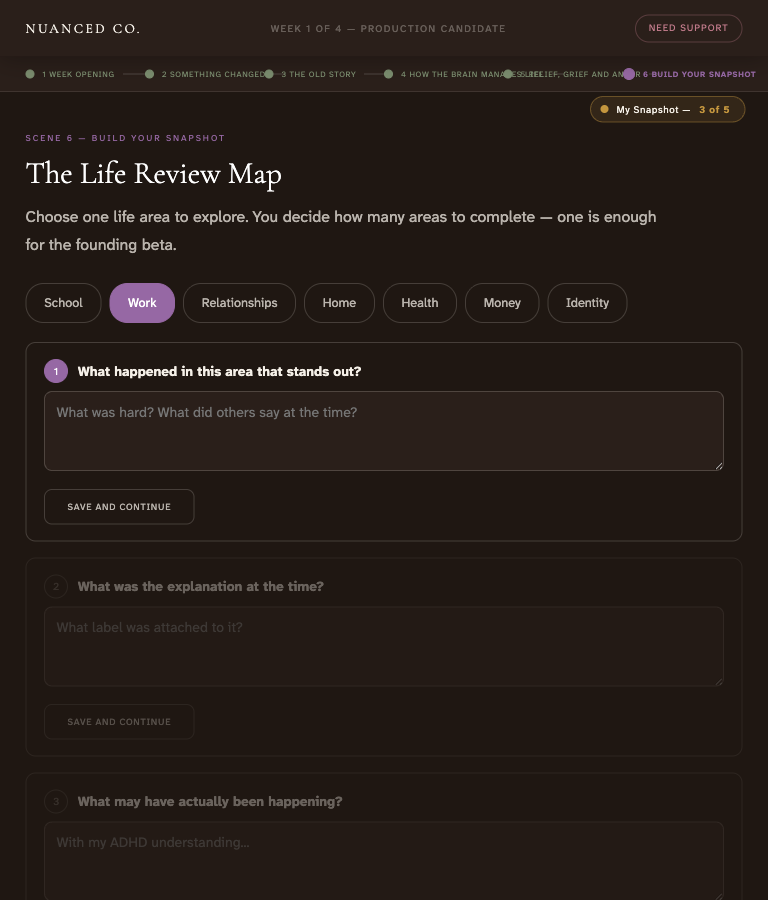 NUANCED CO.
WEEK 1 OF 4 — PRODUCTION CANDIDATE
NEED SUPPORT
1 WEEK OPENING
2 SOMETHING CHANGED
3 THE OLD STORY
4 HOW THE BRAIN MANAGES LIFE
5 RELIEF, GRIEF AND ANGER
6 BUILD YOUR SNAPSHOT
My Snapshot — 3 of 5
SCENE 6 — BUILD YOUR SNAPSHOT
The Life Review Map
Choose one life area to explore. You decide how many areas to complete — one is enough
for the founding beta.
School Work Relationships Home Health Money Identity
1 What happened in this area that stands out?
What was hard? What did others say at the time?
SAVE AND CONTINUE
2 What was the explanation at the time?
What label was attached to it?
SAVE AND CONTINUE
3 What may have actually been happening?
With my ADHD understanding...